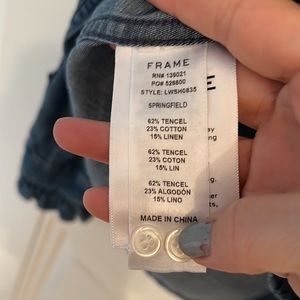 FRAME
RN# 139021
PO# 526800
STYLE: LWSH0835
SPRINGFIELD
62% TENCEL
23% COTTON
15% LINEN
62% TENCEL
23% COTON
15% LIN
62% TENCEL
23% ALGODÓN
15% LINO
MADE IN CHINA